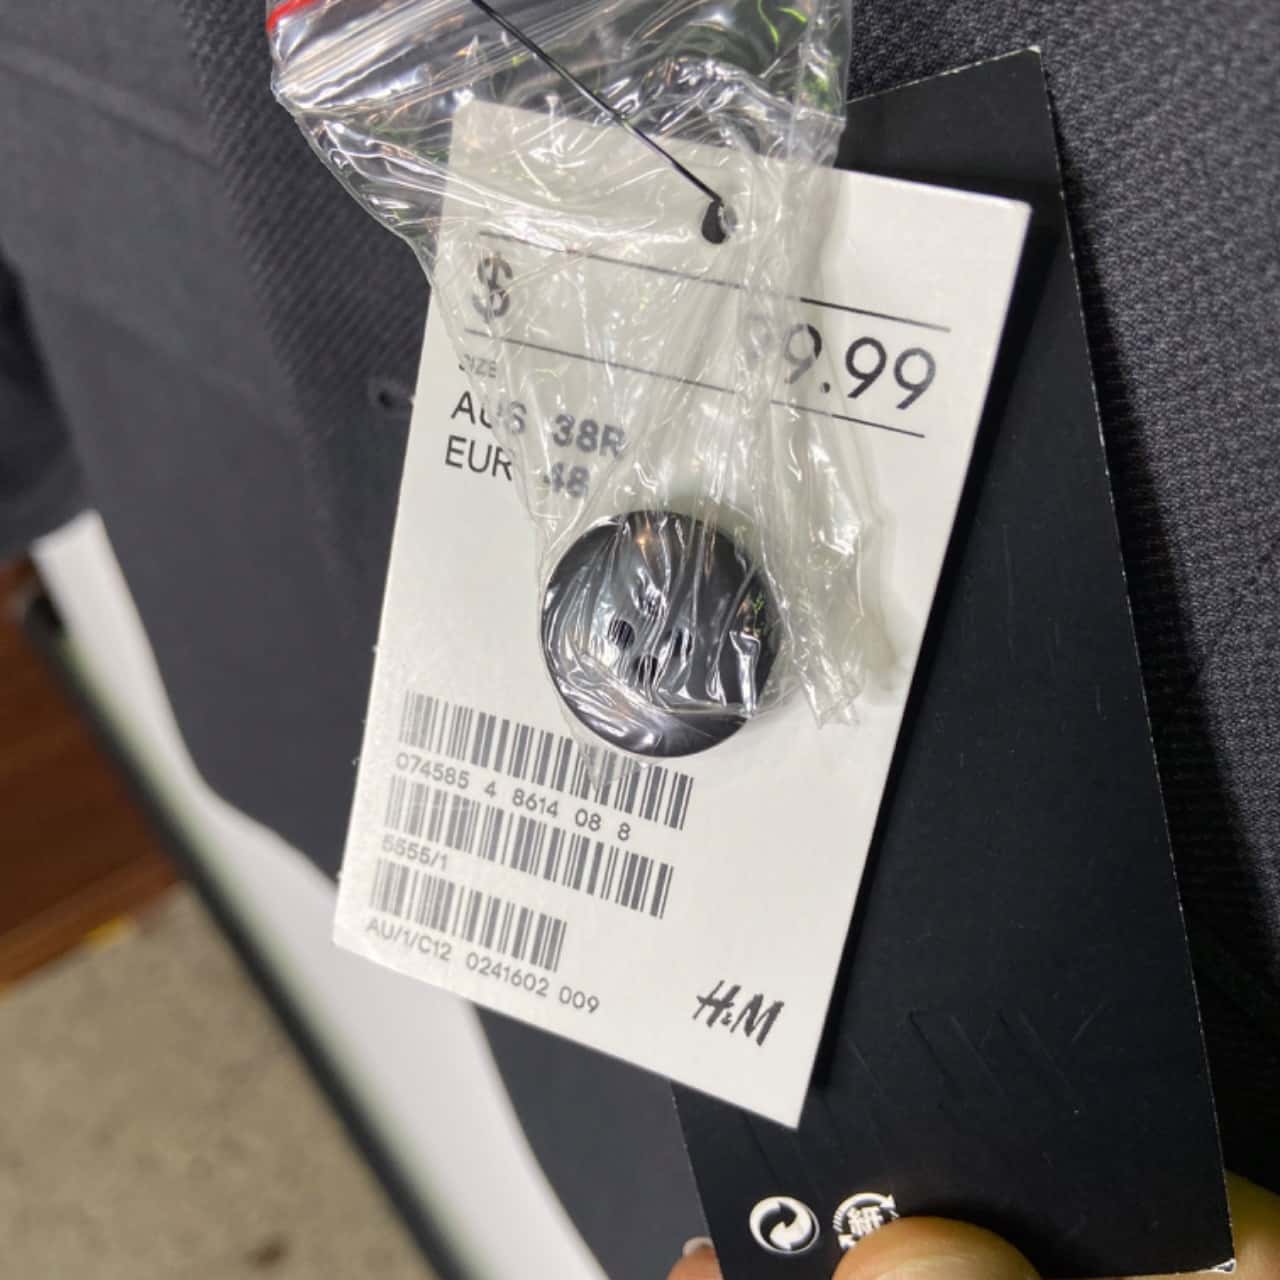 $ 9.99
SIZE
AUS 38R
EUR 48
074585 4 8614 08 8
5555/1
AU/1/C12 0241602 009
H&M
紙